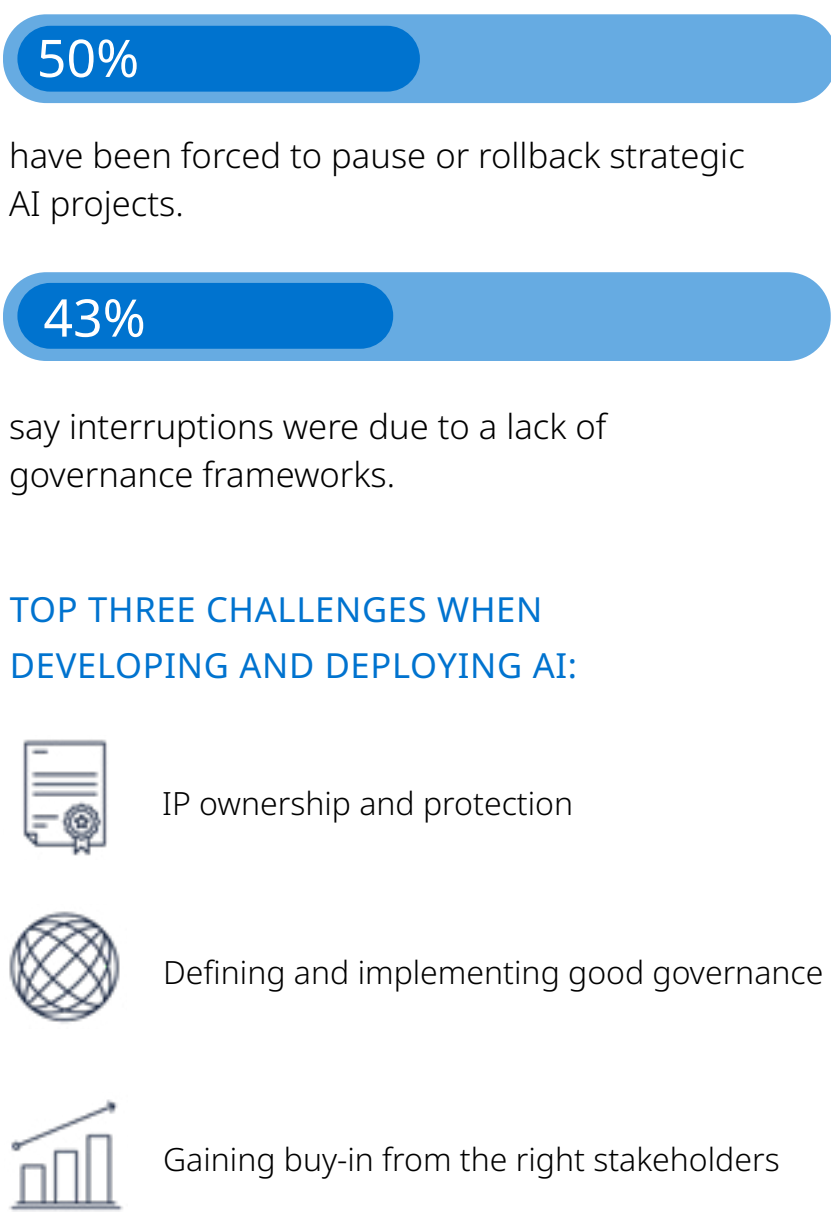 50%
have been forced to pause or rollback strategic
AI projects.
43%
say interruptions were due to a lack of
governance frameworks.
TOP THREE CHALLENGES WHEN
DEVELOPING AND DEPLOYING AI:
IP ownership and protection
Defining and implementing good governance
Gaining buy-in from the right stakeholders